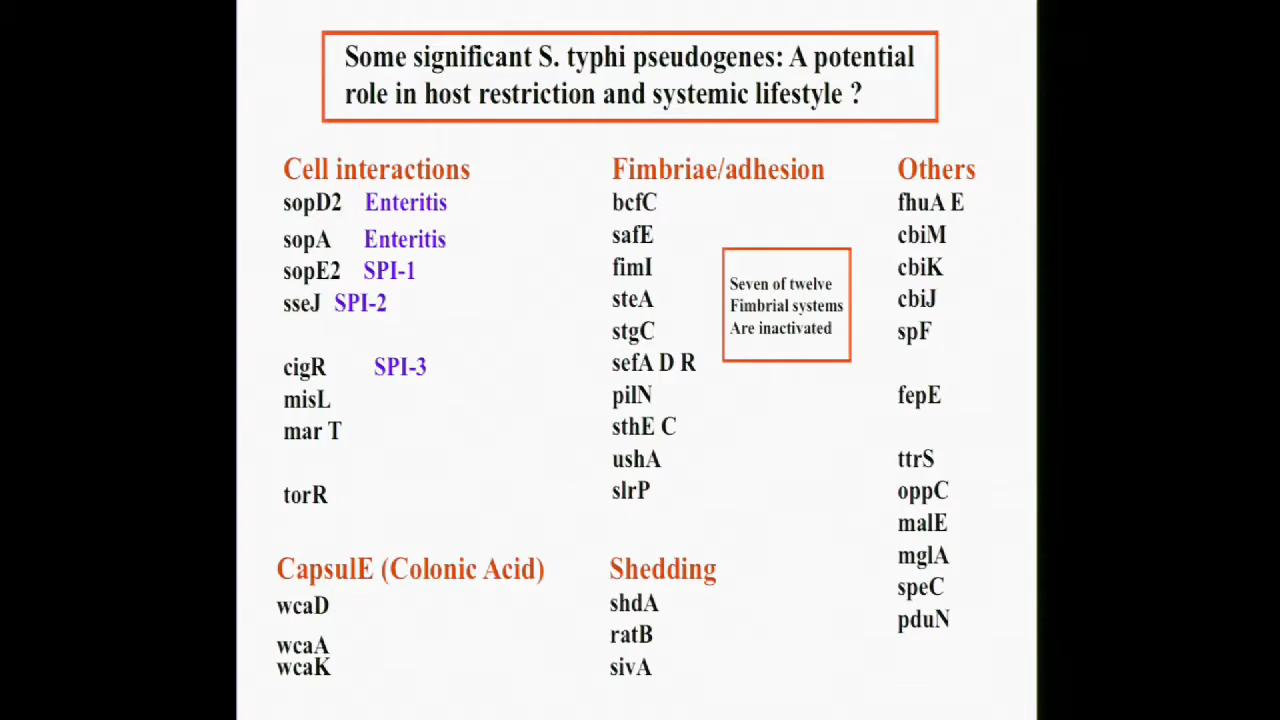 Some significant S. typhi pseudogenes: A potential
role in host restriction and systemic lifestyle ?
Cell interactions
sopD2 Enteritis
sopA Enteritis
sopE2 SPI-1
sseJ SPI-2
cigR SPI-3
misL
mar T
torR
Fimbriae/adhesion
bcfC
safE
fimI
steA
stgC
sefA D R
pilN
sthE C
ushA
slrP
Seven of twelve
Fimbrial systems
Are inactivated
Others
fhuA E
cbiM
cbiK
cbiJ
spF
fepE
ttrS
oppC
malE
mglA
speC
pduN
CapsulE (Colonic Acid)
wcaD
wcaA
wcaK
Shedding
shdA
ratB
sivA